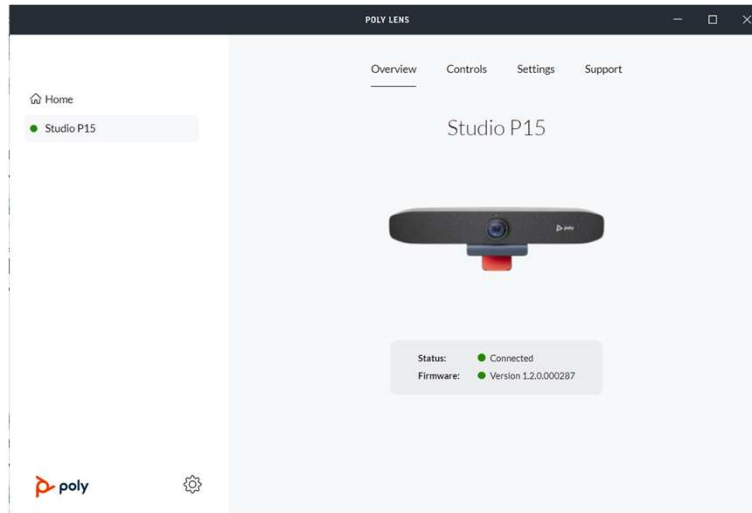 POLY LENS
Overview Controls Settings Support
Home
Studio P15
Studio P15
poly
Status: Connected
Firmware: Version 1.2.0.000287
poly